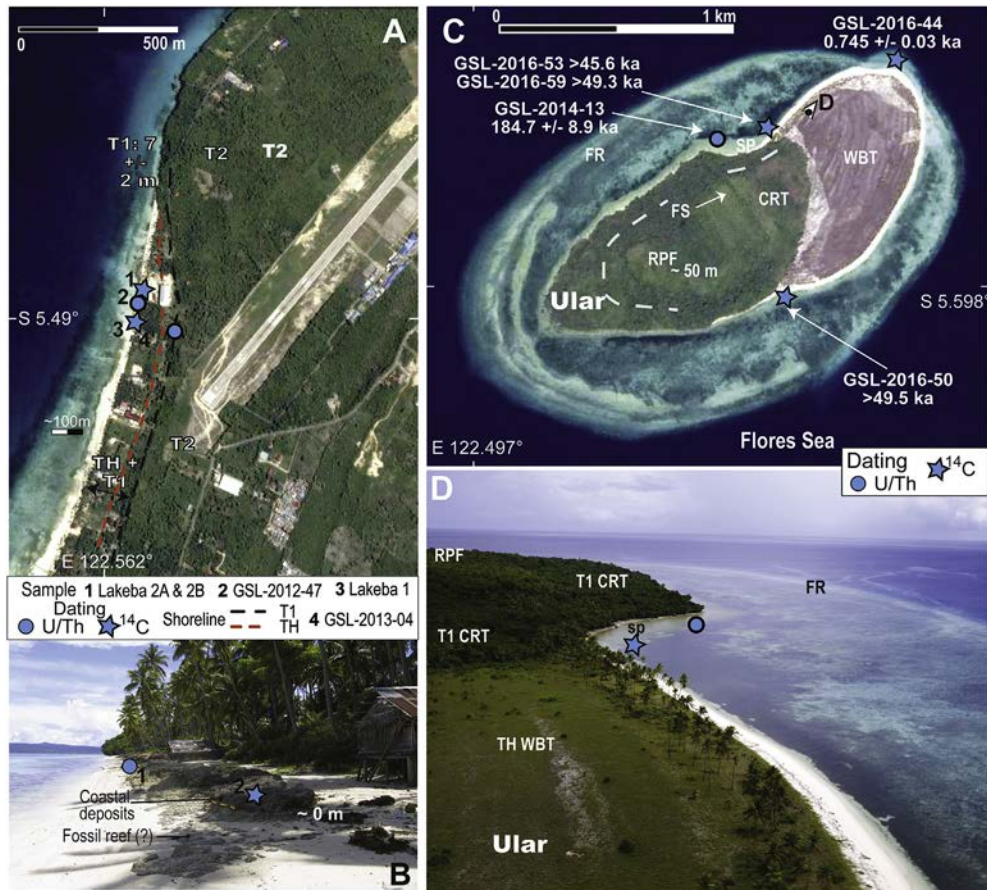 0 500 m
A
T1: 7
+-
2 m
T2
T2
1
2
3
4
S 5.49°
~100m
T2
TH +
T1
E 122.562°
Sample 1 Lakeba 2A & 2B 2 GSL-2012-47 3 Lakeba 1
Dating
U/Th 14C Shoreline T1
TH 4 GSL-2013-04
1
2
Coastal
deposits
~ 0 m
Fossil reef (?)
B
C
0 1 km
GSL-2016-44
0.745 +/- 0.03 ka
GSL-2016-53 >45.6 ka
GSL-2016-59 >49.3 ka
GSL-2014-13
184.7 +/- 8.9 ka
D
FR
SP
WBT
FS
CRT
RPF
~ 50 m
Ular
S 5.598°
GSL-2016-50
>49.5 ka
E 122.497°
Flores Sea
Dating
U/Th 14C
D
RPF
T1 CRT
FR
T1 CRT
sp
TH WBT
Ular